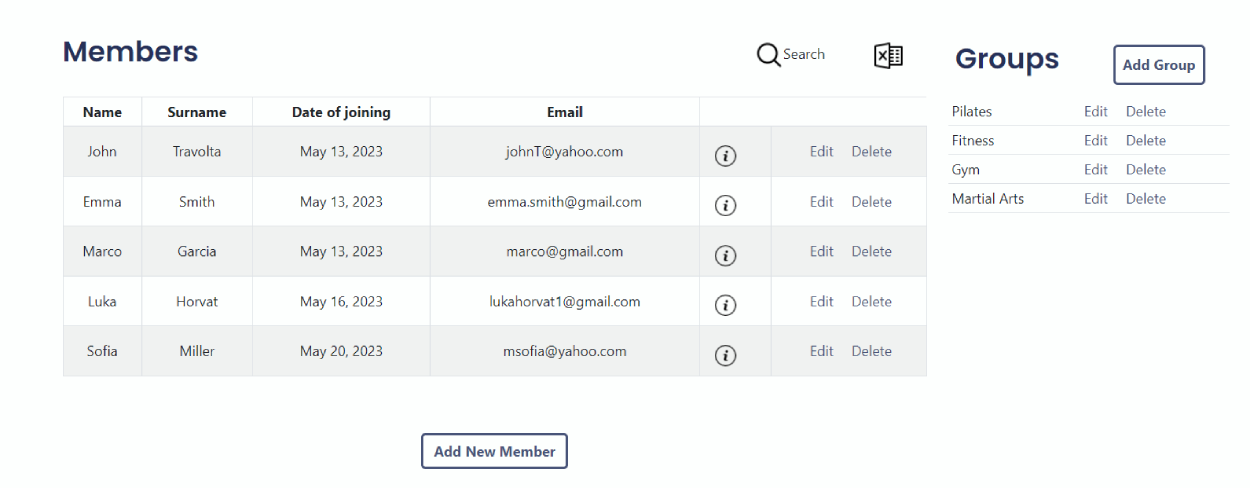 Members
Search
Name Surname Date of joining Email
John Travolta May 13, 2023 johnT@yahoo.com i Edit Delete
Emma Smith May 13, 2023 emma.smith@gmail.com i Edit Delete
Marco Garcia May 13, 2023 marco@gmail.com i Edit Delete
Luka Horvat May 16, 2023 lukahorvat1@gmail.com i Edit Delete
Sofia Miller May 20, 2023 msofia@yahoo.com i Edit Delete
Add New Member
Groups
Add Group
Pilates Edit Delete
Fitness Edit Delete
Gym Edit Delete
Martial Arts Edit Delete